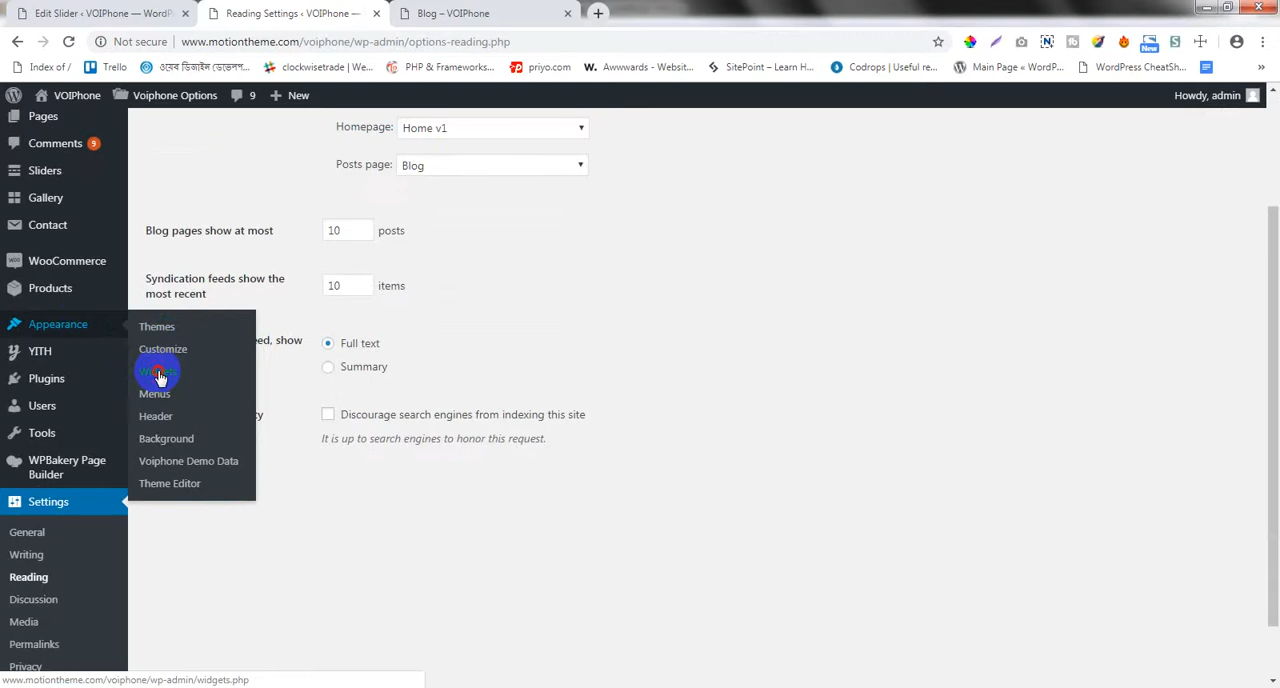 Edit Slider ‹ VOIPhone — WordPr
Reading Settings ‹ VOIPhone —
Blog – VOIPhone
Not secure
www.motiontheme.com/voiphone/wp-admin/options-reading.php
Index of /
Trello
ওয়েব ডিজাইন ডেভেলপ...
clockwisetrade | We...
PHP & Frameworks...
priyo.com
W. Awwwards - Websit...
SitePoint – Learn H...
Codrops | Useful re...
Main Page « WordP...
WordPress CheatSh...
»
VOIPhone
Voiphone Options
9
New
Howdy, admin
Pages
Comments 9
Sliders
Gallery
Contact
WooCommerce
Products
Appearance
YITH
Plugins
Users
Tools
WPBakery Page
Builder
Settings
General
Writing
Reading
Discussion
Media
Permalinks
Privacy
Themes
Customize
Widgets
Menus
Header
Background
Voiphone Demo Data
Theme Editor
Homepage: Home v1
Posts page: Blog
Blog pages show at most 10 posts
Syndication feeds show the
most recent 10 items
eed, show
Full text
Summary
Discourage search engines from indexing this site
It is up to search engines to honor this request.
www.motiontheme.com/voiphone/wp-admin/widgets.php